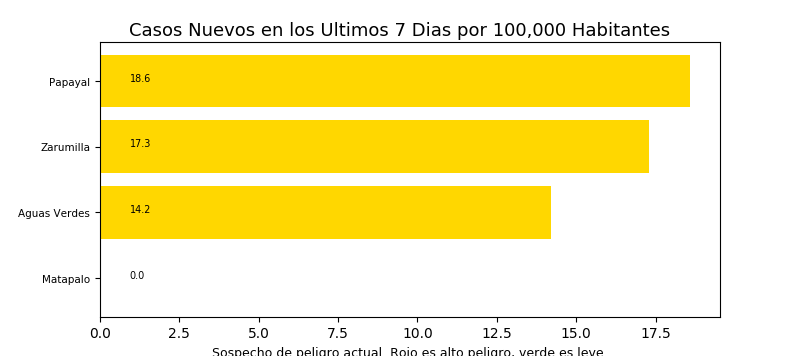 Casos Nuevos en los Ultimos 7 Dias por 100,000 Habitantes
Papayal
18.6
Zarumilla
17.3
Aguas Verdes
14.2
Matapalo
0.0
0.0 2.5 5.0 7.5 10.0 12.5 15.0 17.5
Sospecho de peligro actual. Rojo es alto peligro, verde es leve